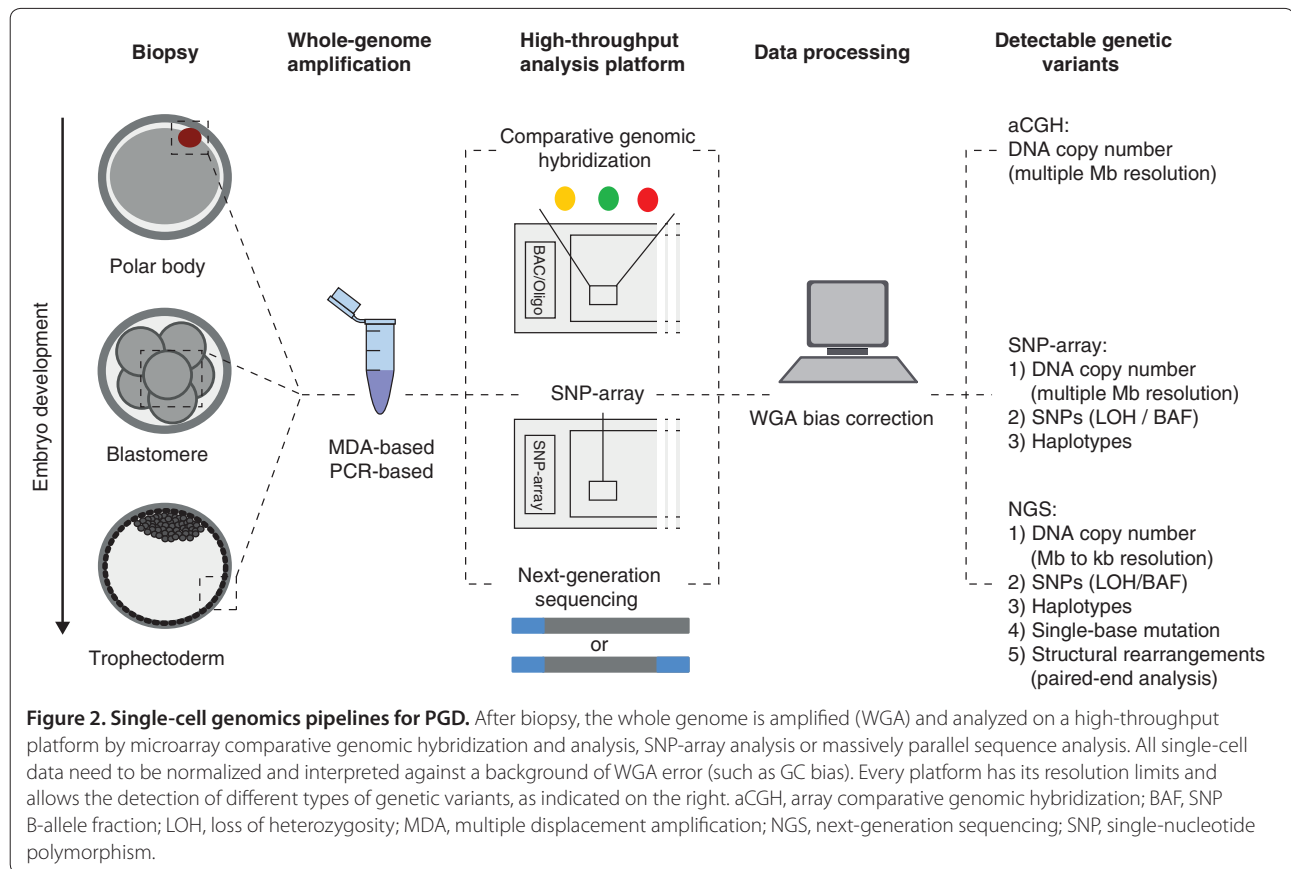 Biopsy
Whole-genome
amplification
High-throughput
analysis platform
Data processing
Detectable genetic
variants
Embryo development
Polar body
Blastomere
Trophectoderm
MDA-based
PCR-based
Comparative genomic
hybridization
BAC/Oligo
SNP-array
SNP-array
Next-generation
sequencing
or
WGA bias correction
aCGH:
DNA copy number
(multiple Mb resolution)
SNP-array:
1) DNA copy number
(multiple Mb resolution)
2) SNPs (LOH / BAF)
3) Haplotypes
NGS:
1) DNA copy number
(Mb to kb resolution)
2) SNPs (LOH/BAF)
3) Haplotypes
4) Single-base mutation
5) Structural rearrangements
(paired-end analysis)
Figure 2. Single-cell genomics pipelines for PGD. After biopsy, the whole genome is amplified (WGA) and analyzed on a high-throughput
platform by microarray comparative genomic hybridization and analysis, SNP-array analysis or massively parallel sequence analysis. All single-cell
data need to be normalized and interpreted against a background of WGA error (such as GC bias). Every platform has its resolution limits and
allows the detection of different types of genetic variants, as indicated on the right. aCGH, array comparative genomic hybridization; BAF, SNP
B-allele fraction; LOH, loss of heterozygosity; MDA, multiple displacement amplification; NGS, next-generation sequencing; SNP, single-nucleotide
polymorphism.